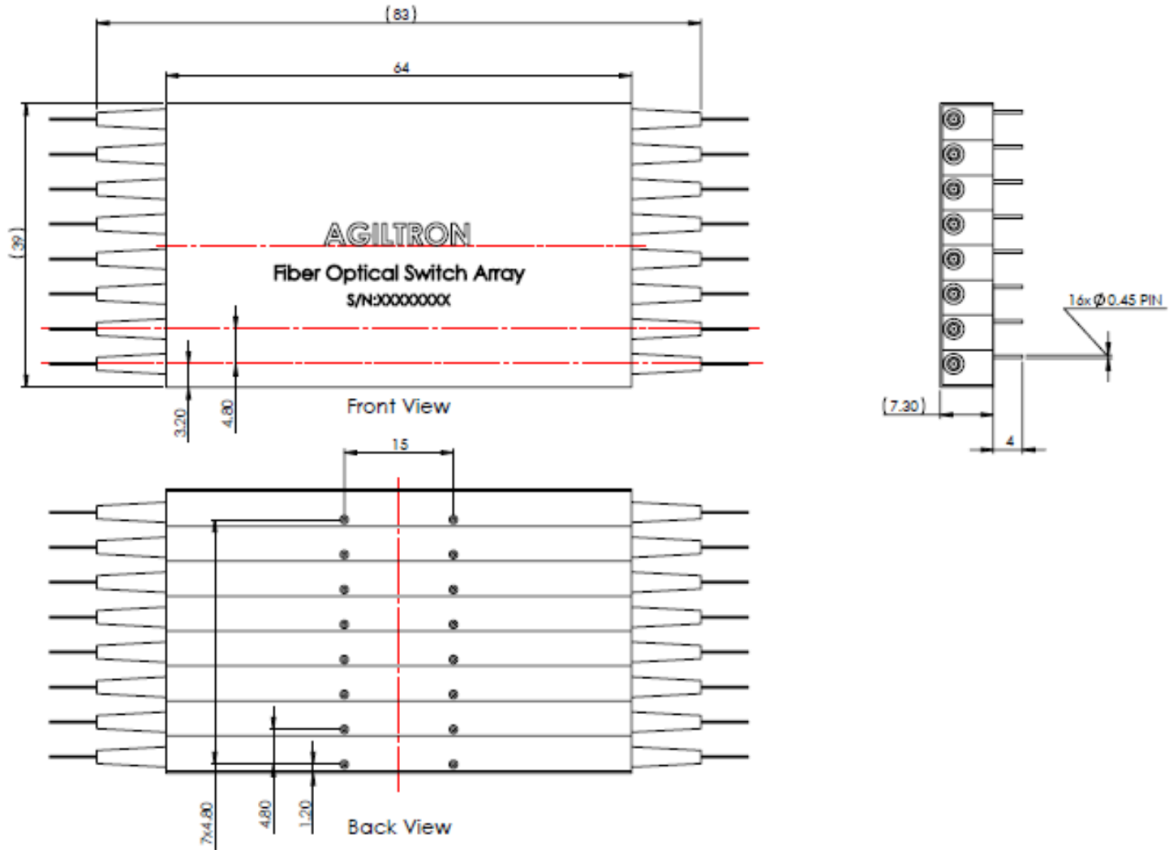 (83)
64
(39)
AGILTRON
Fiber Optical Switch Array
S/N:XXXXXXXX
16x Ø0.45 PIN
3.20
4.80
Front View
(7.30)
4
15
7x4.80
4.80
1.20
Back View